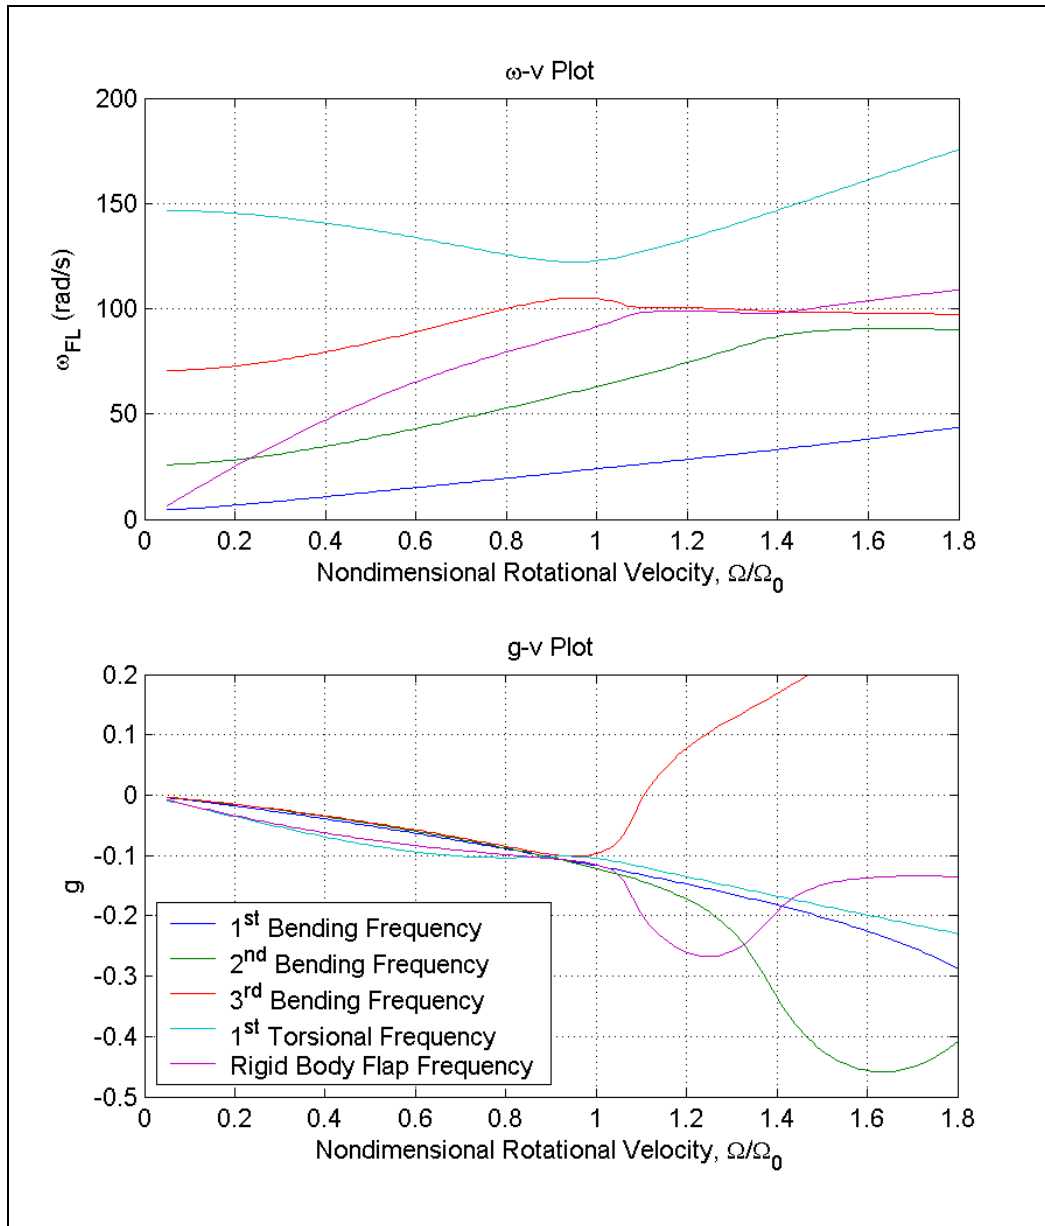 ω-v Plot
200
150
100
50
0
ω_FL (rad/s)
0 0.2 0.4 0.6 0.8 1 1.2 1.4 1.6 1.8
Nondimensional Rotational Velocity, Ω/Ω₀
g-v Plot
0.2
0.1
0
-0.1
-0.2
-0.3
-0.4
-0.5
g
1ˢᵗ Bending Frequency
2ⁿᵈ Bending Frequency
3ʳᵈ Bending Frequency
1ˢᵗ Torsional Frequency
Rigid Body Flap Frequency
0 0.2 0.4 0.6 0.8 1 1.2 1.4 1.6 1.8
Nondimensional Rotational Velocity, Ω/Ω₀